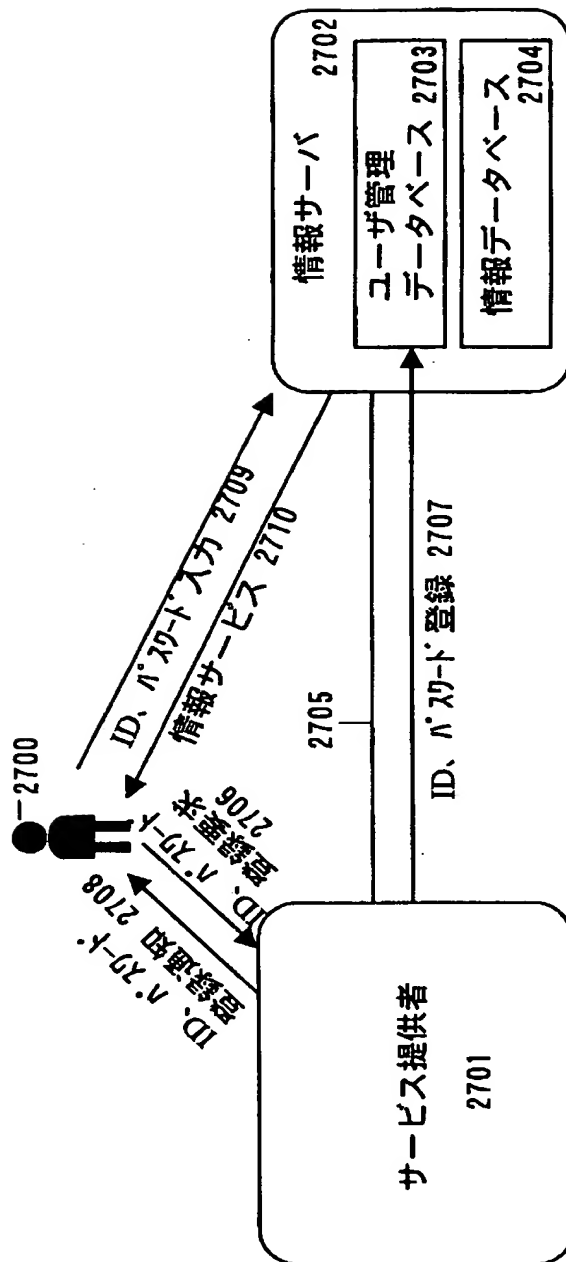 2700
ID、パスワード
登録通知 2708
ID、パスワード
登録要求
2706
ID、パスワード入力 2709
情報サービス 2710
2705
ID、パスワード登録 2707
サービス提供者
2701
情報サーバ
2702
ユーザ管理
データベース 2703
情報データベース
2704